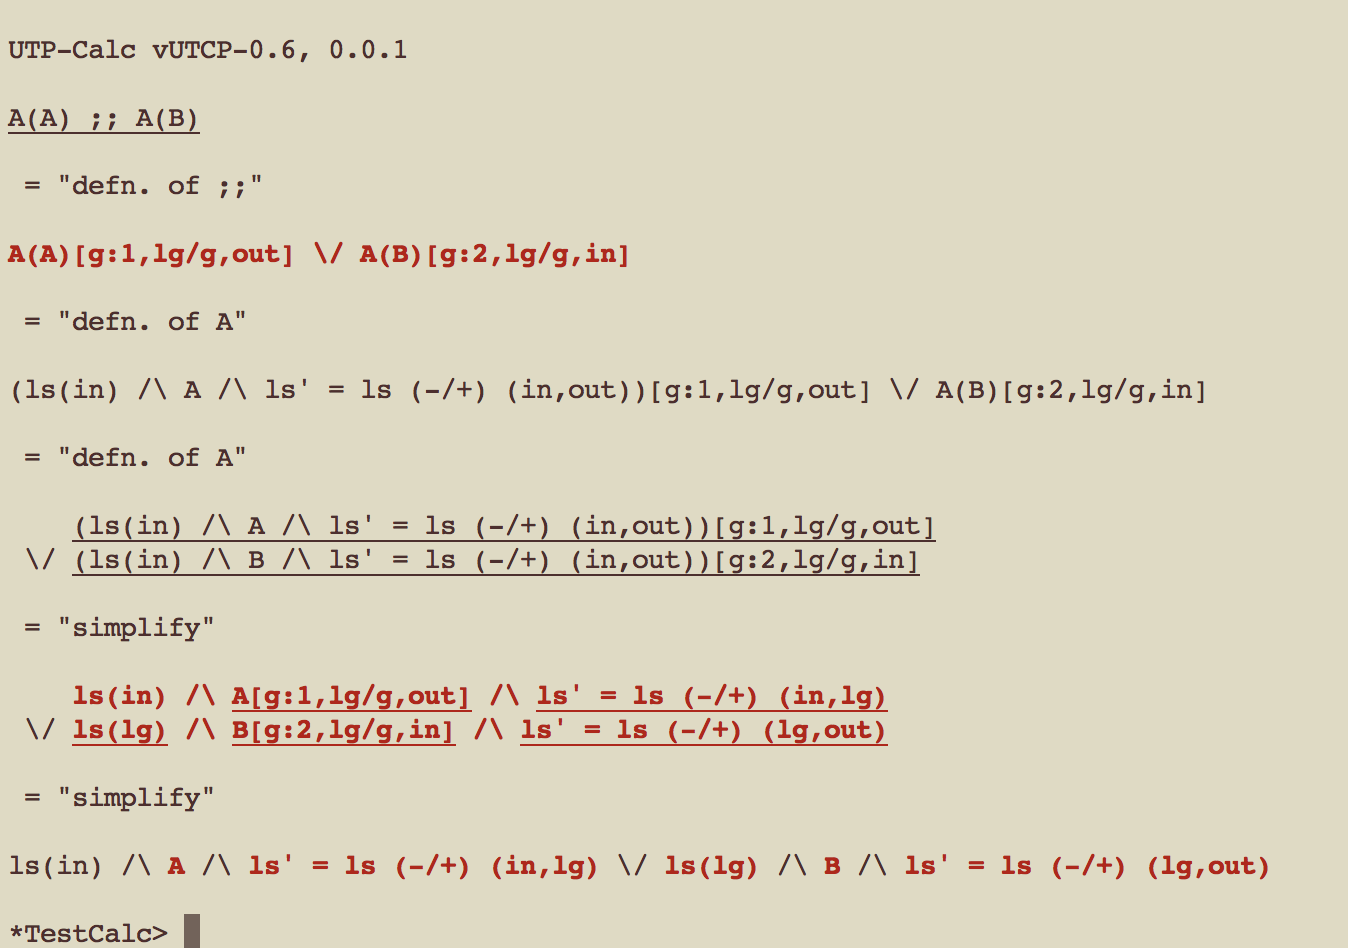 UTP-Calc vUTCP-0.6, 0.0.1
A(A) ;; A(B)
= "defn. of ;;"
A(A)[g:1,lg/g,out] \/ A(B)[g:2,lg/g,in]
= "defn. of A"
(ls(in) /\ A /\ ls' = ls (-/+) (in,out))[g:1,lg/g,out] \/ A(B)[g:2,lg/g,in]
= "defn. of A"
(ls(in) /\ A /\ ls' = ls (-/+) (in,out))[g:1,lg/g,out]
\/ (ls(in) /\ B /\ ls' = ls (-/+) (in,out))[g:2,lg/g,in]
= "simplify"
ls(in) /\ A[g:1,lg/g,out] /\ ls' = ls (-/+) (in,lg)
\/ ls(lg) /\ B[g:2,lg/g,in] /\ ls' = ls (-/+) (lg,out)
= "simplify"
ls(in) /\ A /\ ls' = ls (-/+) (in,lg) \/ ls(lg) /\ B /\ ls' = ls (-/+) (lg,out)
*TestCalc>